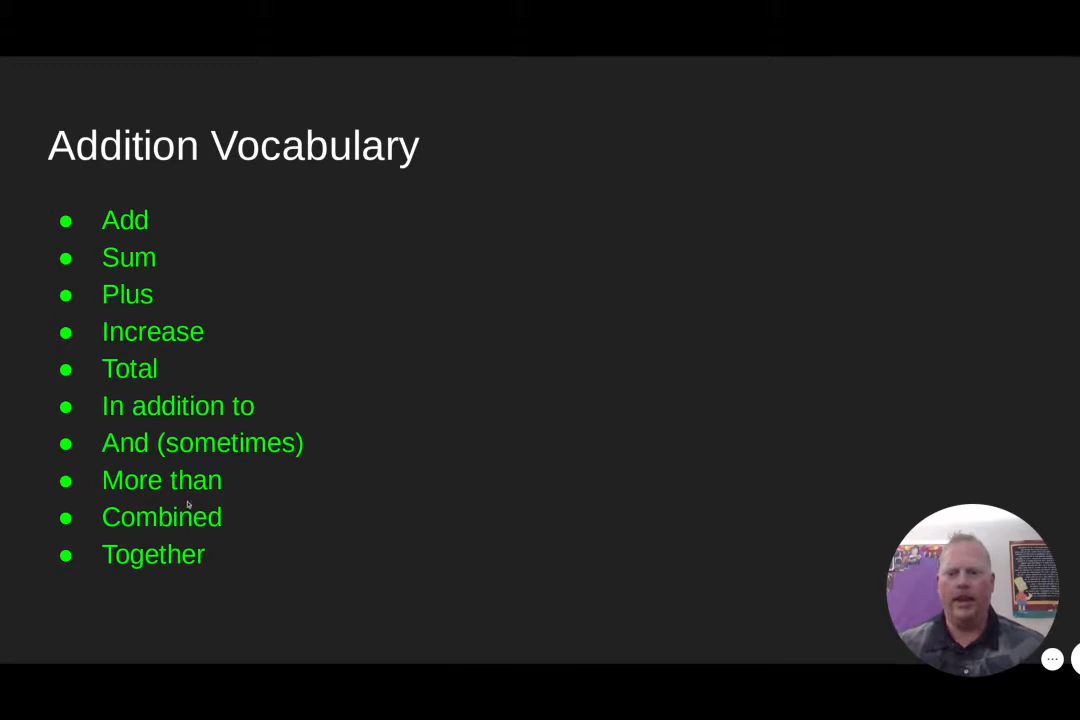 Addition Vocabulary
● Add
● Sum
● Plus
● Increase
● Total
● In addition to
● And (sometimes)
● More than
● Combined
● Together